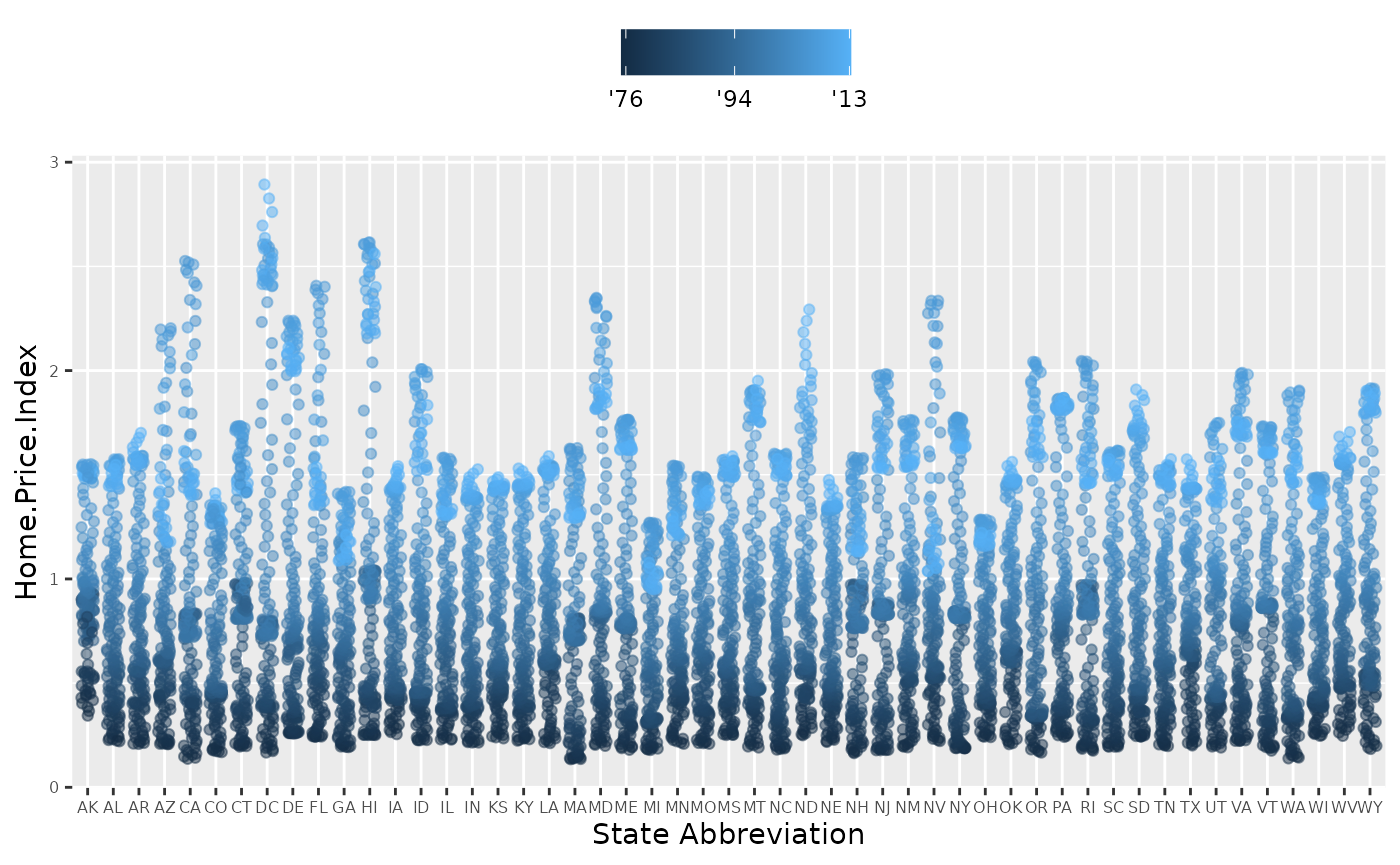 '76 '94 '13
3
2
1
0
Home.Price.Index
AK AL AR AZ CA CO CT DC DE FL GA HI IA ID IL IN KS KY LA MA MD ME MI MN MO MS MT NC ND NE NH NJ NM NV NY OH OK OR PA RI SC SD TN TX UT VA VT WA WI WV WY
State Abbreviation